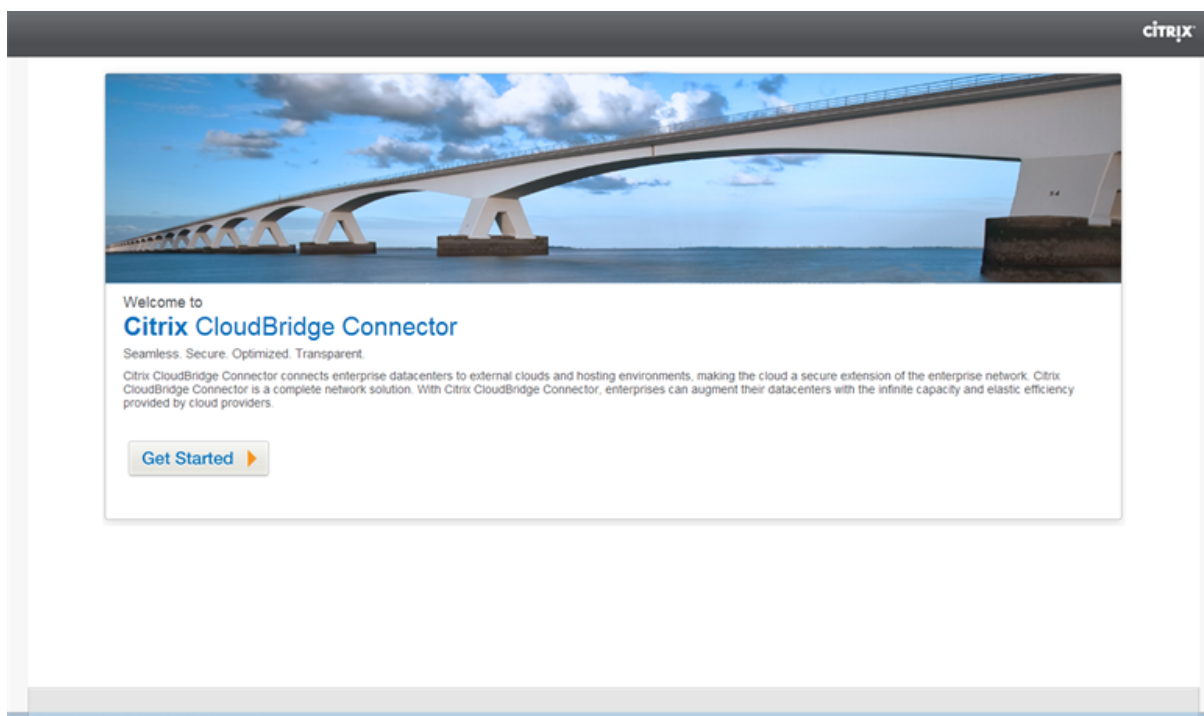 CITRIX
Welcome to
Citrix CloudBridge Connector
Seamless. Secure. Optimized. Transparent.
Citrix CloudBridge Connector connects enterprise datacenters to external clouds and hosting environments, making the cloud a secure extension of the enterprise network. Citrix
CloudBridge Connector is a complete network solution. With Citrix CloudBridge Connector, enterprises can augment their datacenters with the infinite capacity and elastic efficiency
provided by cloud providers.
Get Started